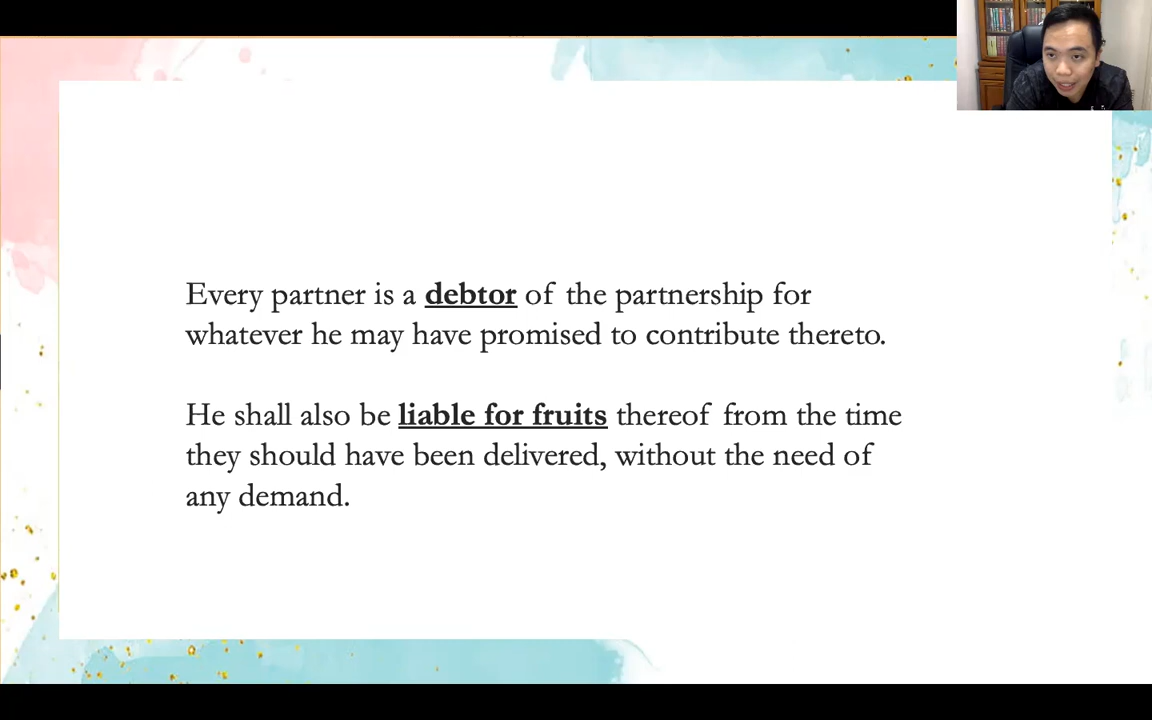 Every partner is a debtor of the partnership for
whatever he may have promised to contribute thereto.
He shall also be liable for fruits thereof from the time
they should have been delivered, without the need of
any demand.